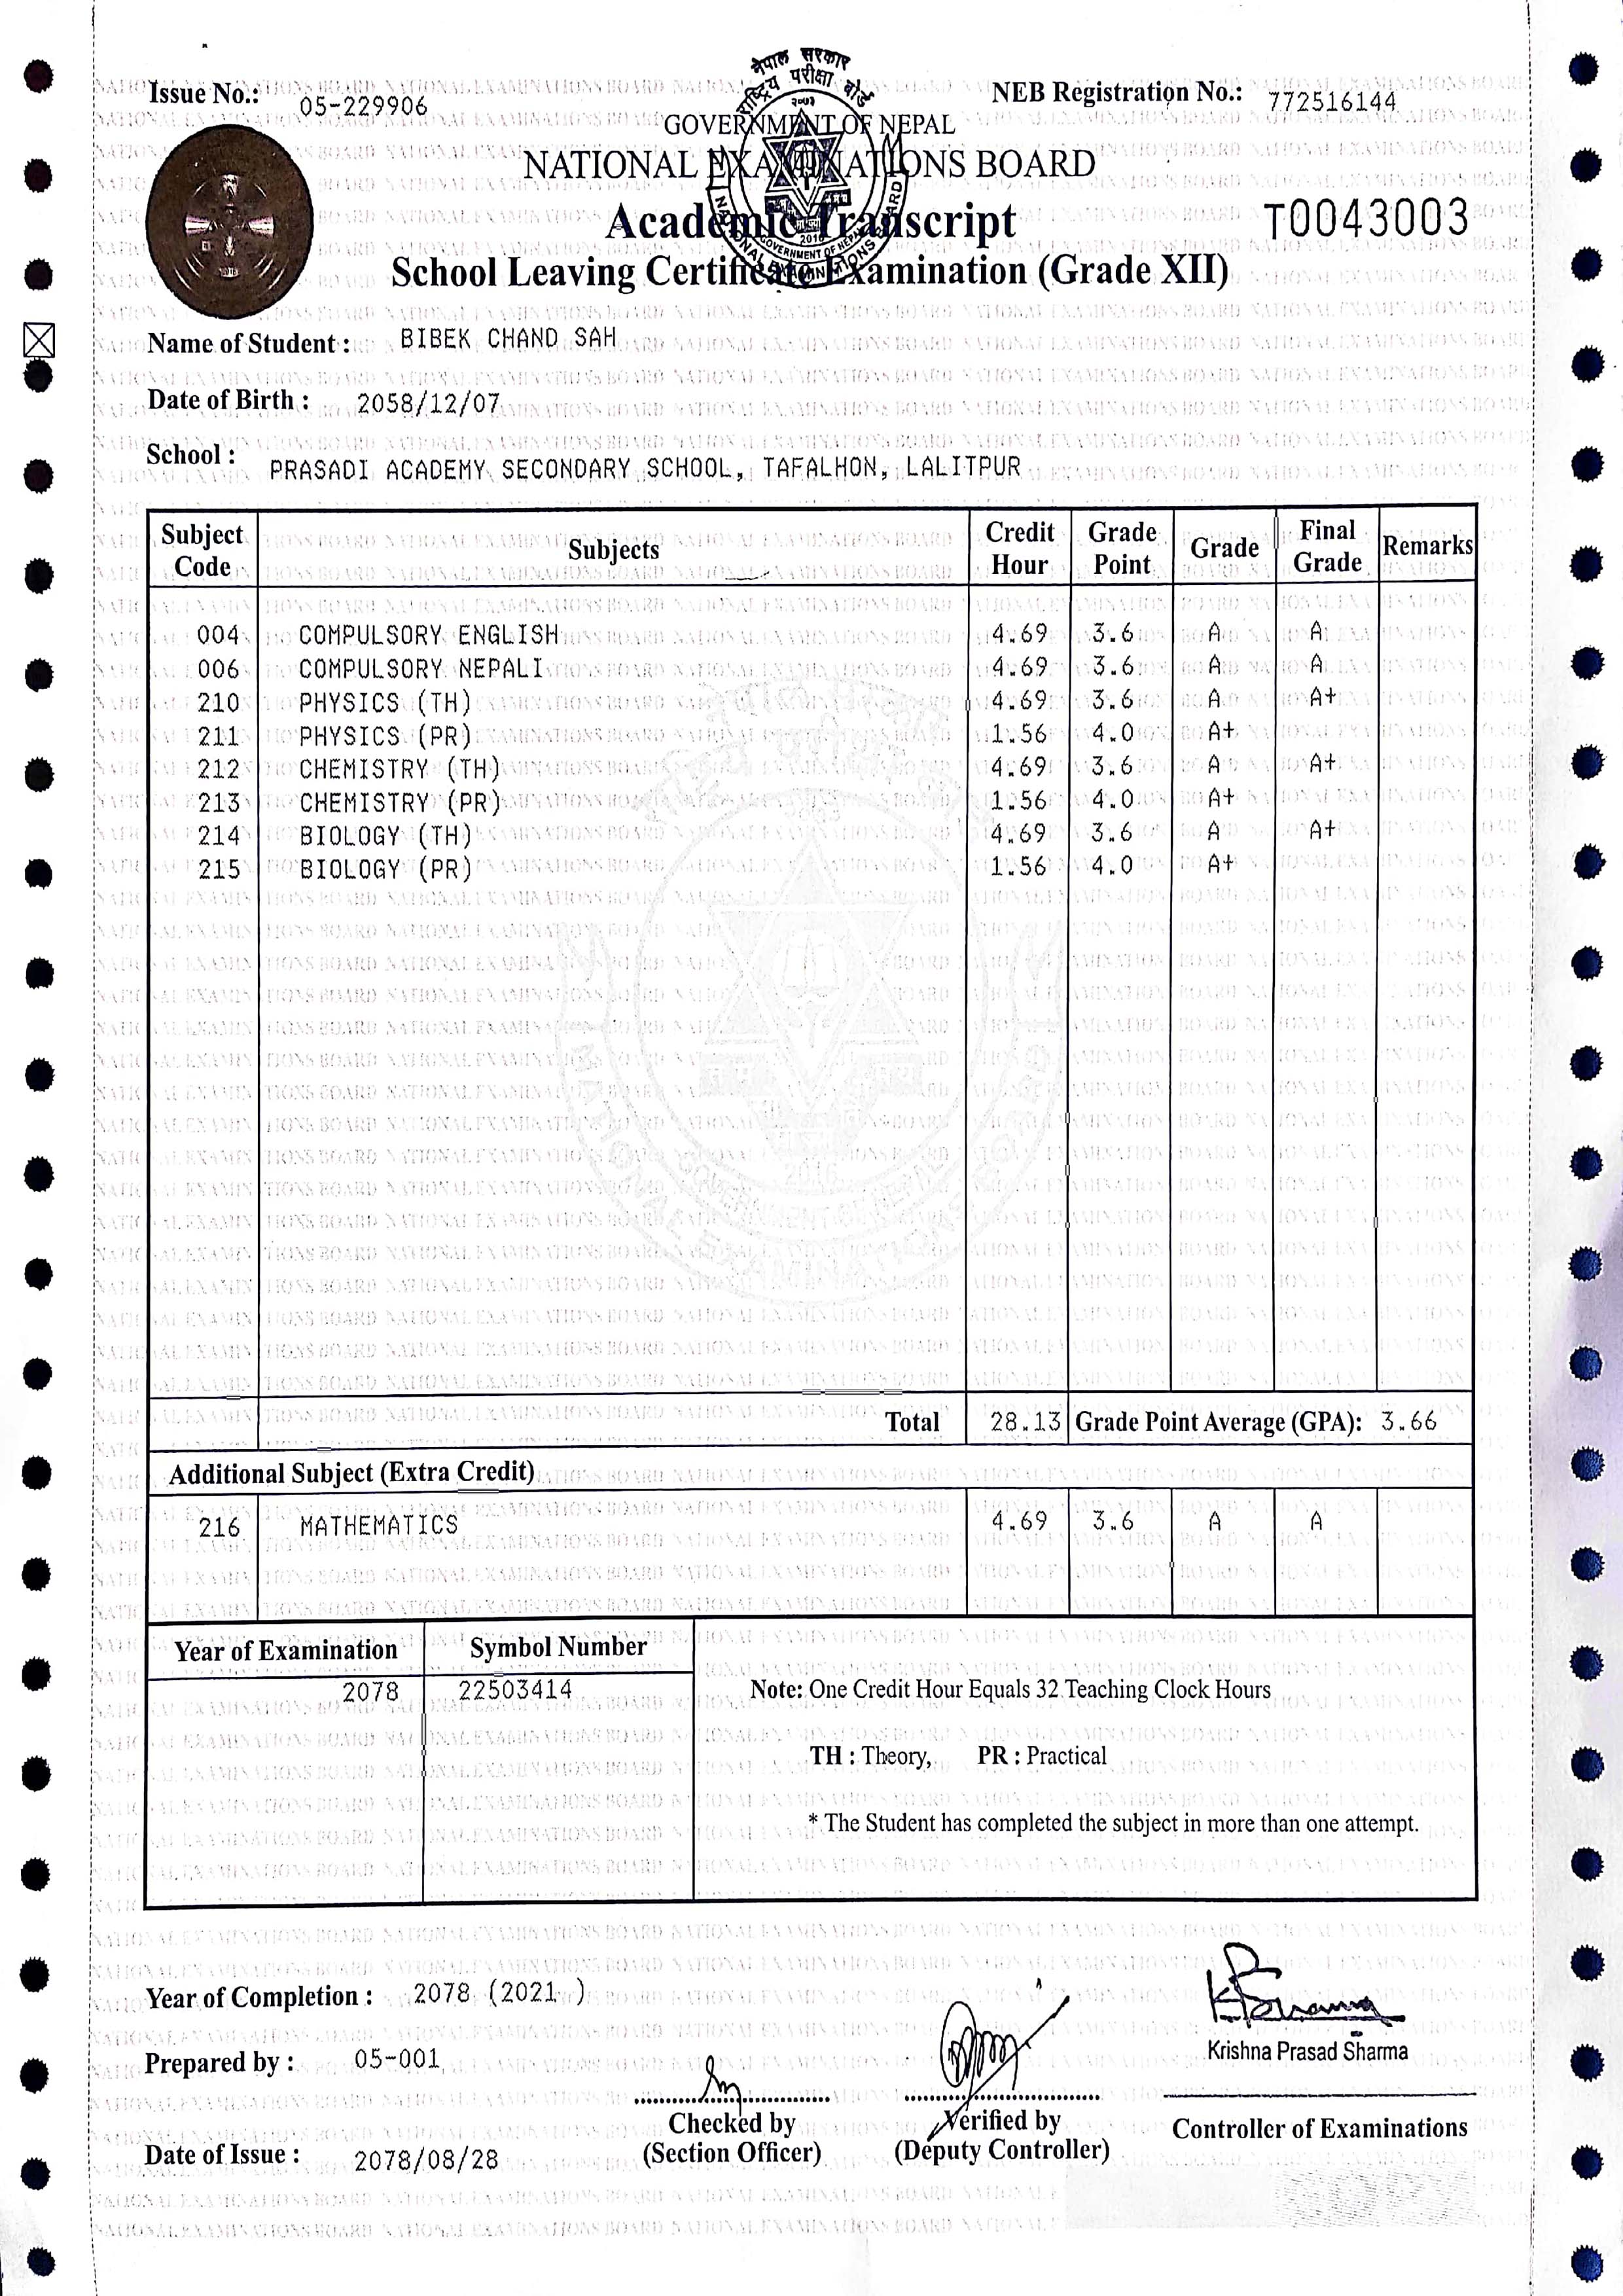 नेपाल सरकार
राष्ट्रिय परीक्षा बोर्ड
२०७३
Issue No.: 05-229906
NEB Registration No.: 772516144
GOVERNMENT OF NEPAL
NATIONAL EXAMINATIONS BOARD
Academic Transcript
T0043003
School Leaving Certificate Examination (Grade XII)
NATIONAL EXAMINATIONS BOARD
GOVERNMENT OF NEPAL
2016
Name of Student : BIBEK CHAND SAH
Date of Birth : 2058/12/07
School : PRASADI ACADEMY SECONDARY SCHOOL, TAFALHON, LALITPUR
Subject Code Subjects Credit Hour Grade Point Grade Final Grade Remarks
004 COMPULSORY ENGLISH 4.69 3.6 A A
006 COMPULSORY NEPALI 4.69 3.6 A A
210 PHYSICS (TH) 4.69 3.6 A A+
211 PHYSICS (PR) 1.56 4.0 A+
212 CHEMISTRY (TH) 4.69 3.6 A A+
213 CHEMISTRY (PR) 1.56 4.0 A+
214 BIOLOGY (TH) 4.69 3.6 A A+
215 BIOLOGY (PR) 1.56 4.0 A+
Total 28.13 Grade Point Average (GPA): 3.66
Additional Subject (Extra Credit)
216 MATHEMATICS 4.69 3.6 A A
Year of Examination Symbol Number
2078 22503414
Note: One Credit Hour Equals 32 Teaching Clock Hours
TH : Theory, PR : Practical
* The Student has completed the subject in more than one attempt.
Year of Completion : 2078 (2021 )
Prepared by : 05-001
Krishna Prasad Sharma
Checked by
(Section Officer)
Verified by
(Deputy Controller)
Controller of Examinations
Date of Issue : 2078/08/28